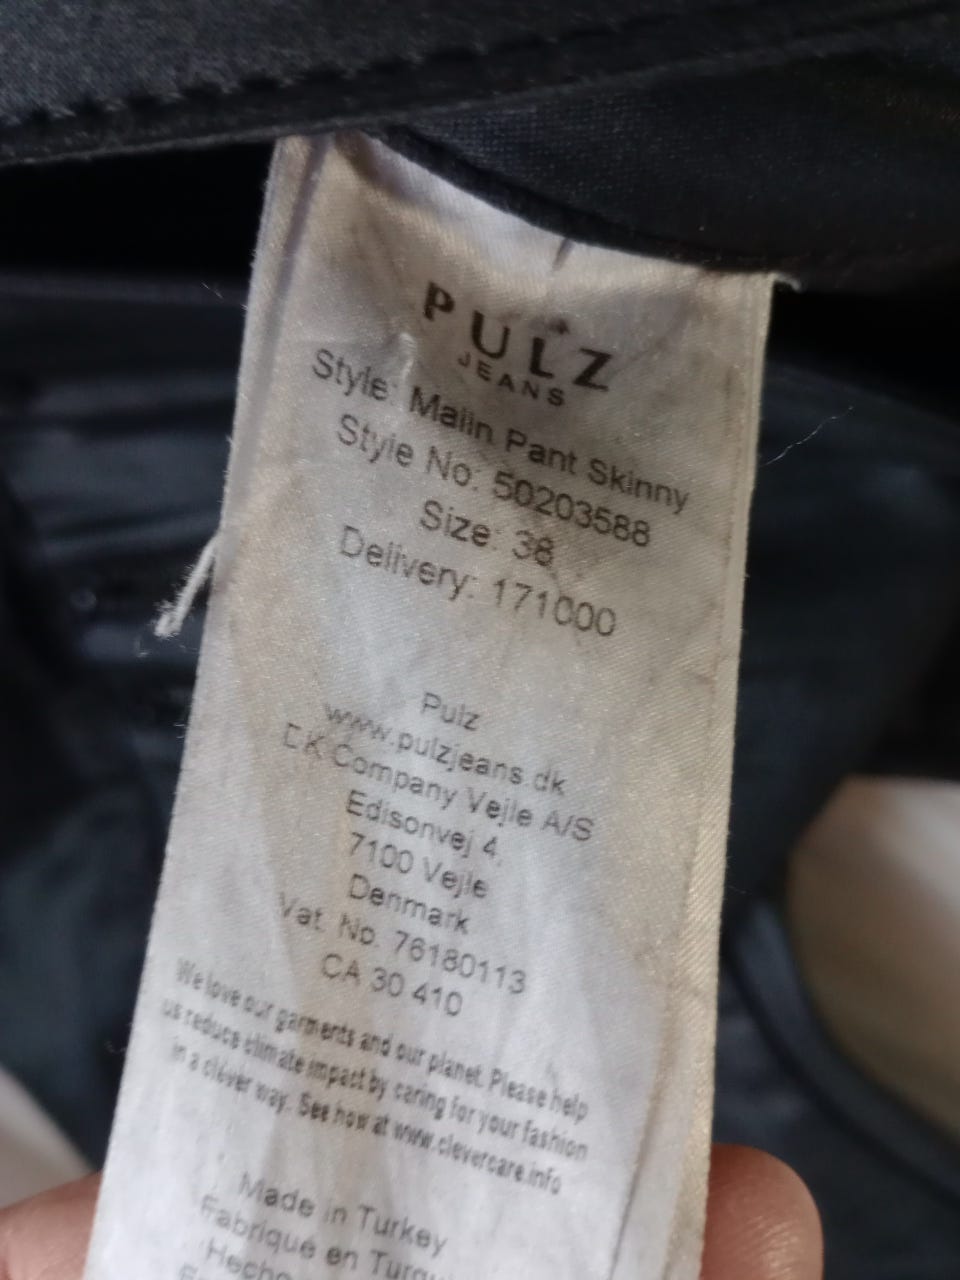 PULZ
JEANS
Style: Malin Pant Skinny
Style No: 50203588
Size: 38
Delivery: 171000
Pulz
www.pulzjeans.dk
DK Company Vejle A/S
Edisonvej 4,
7100 Vejle
Denmark
Vat. No. 76180113
CA 30 410
We love our garments and our planet. Please help
us reduce climate impact by caring for your fashion
in a clever way. See how at www.clevercare.info
Made in Turkey
Fabrique en
Hecho